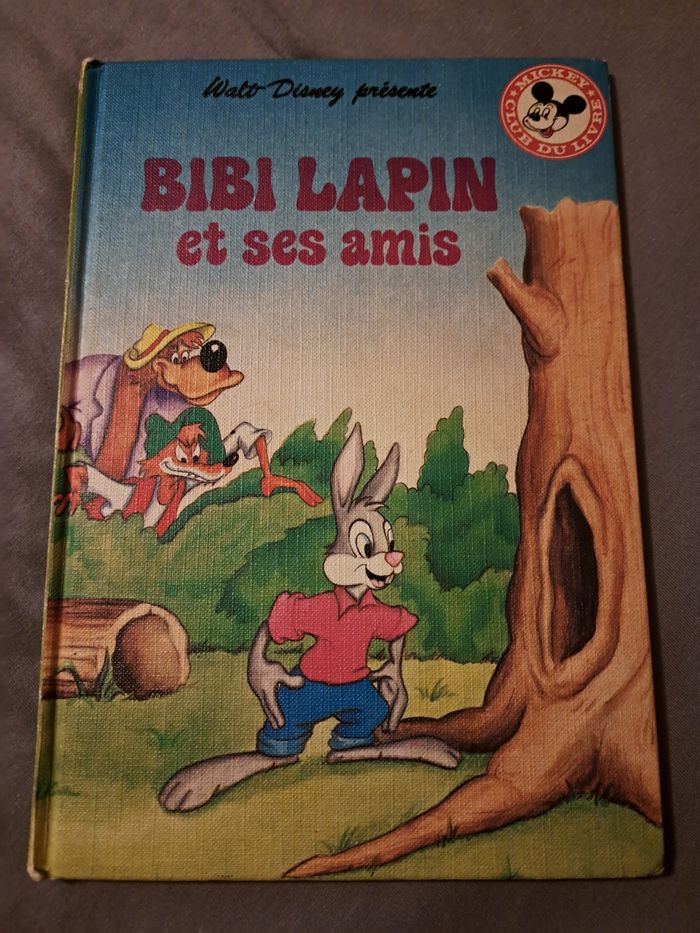 Walt Disney présente
MICKEY
CLUB DU LIVRE
BIBI LAPIN
et ses amis